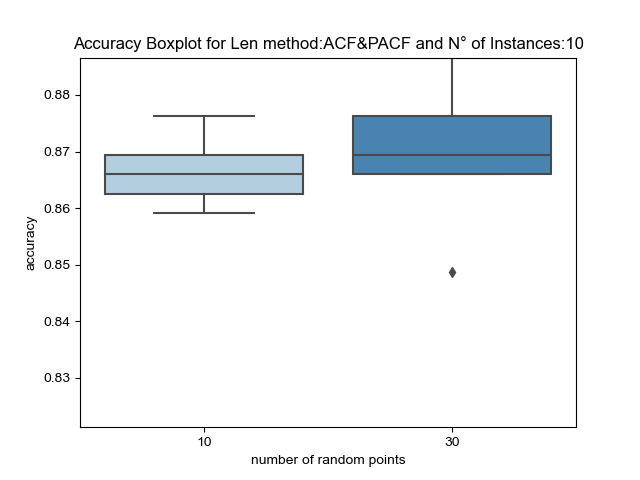 Accuracy Boxplot for Len method:ACF&PACF and N° of Instances:10
0.88
0.87
0.86
0.85
0.84
0.83
accuracy
10
30
number of random points